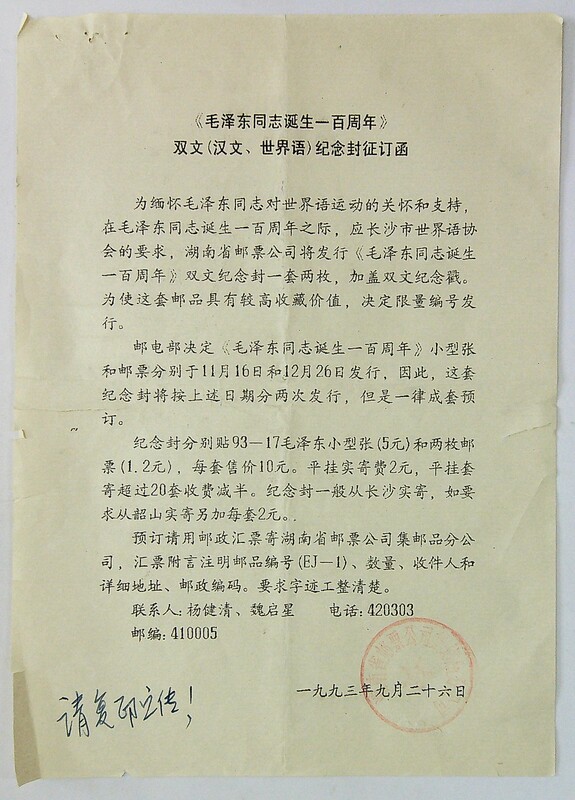 《毛泽东同志诞生一百周年》
双文(汉文、世界语)纪念封征订函
为缅怀毛泽东同志对世界语运动的关怀和支持，
在毛泽东同志诞生一百周年之际，应长沙市世界语协
会的要求，湖南省邮票公司将发行《毛泽东同志诞生
一百周年》双文纪念封一套两枚，加盖双文纪念戳。
为使这套邮品具有较高收藏价值，决定限量编号发
行。
邮电部决定《毛泽东同志诞生一百周年》小型张
和邮票分别于11月16日和12月26日发行，因此，这套
纪念封将按上述日期分两次发行，但是一律成套预
订。
纪念封分别贴93—17毛泽东小型张(5元)和两枚邮
票(1.2元)，每套售价10元。平挂实寄费2元，平挂套
寄超过20套收费减半。纪念封一般从长沙实寄，如要
求从韶山实寄另加每套2元。
预订请用邮政汇票寄湖南省邮票公司集邮品分公
司，汇票附言注明邮品编号(EJ—1)、数量、收件人和
详细地址、邮政编码。要求字迹工整清楚。
联系人：杨健清、魏启星 电话：420303
邮编：410005
一九九三年九月二十六日
请复印宣传！